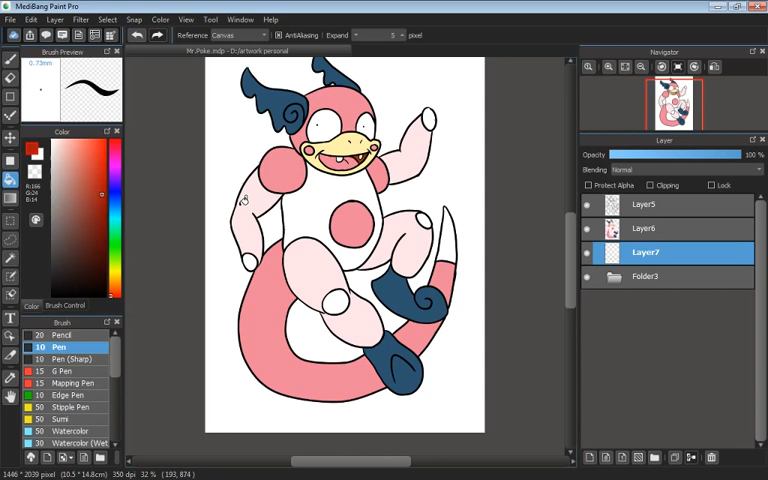 MediBang Paint Pro
File Edit Layer Filter Select Snap Color View Tool Window Help
Reference Canvas AntiAliasing Expand 5 pixel
Brush Preview
Mr.Poke.mdp - D:/artwork personal
Navigator
0.73mm
Color
R:166
G:24
B:14
Layer
Opacity 100 %
Blending Normal
Protect Alpha Clipping Lock
Layer5
Layer6
Layer7
Folder3
Color Brush Control
Brush
20 Pencil
10 Pen
10 Pen (Sharp)
15 G Pen
15 Mapping Pen
10 Edge Pen
50 Stipple Pen
50 Sumi
50 Watercolor
30 Watercolor (Wet
1446 * 2039 pixel (10.5 * 14.8cm) 350 dpi 32 % (193, 874)